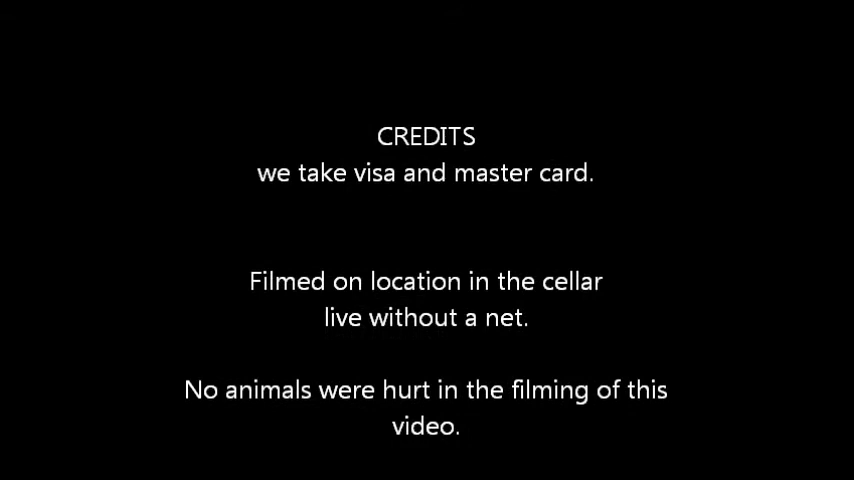 CREDITS
we take visa and master card.
Filmed on location in the cellar
live without a net.
No animals were hurt in the filming of this
video.